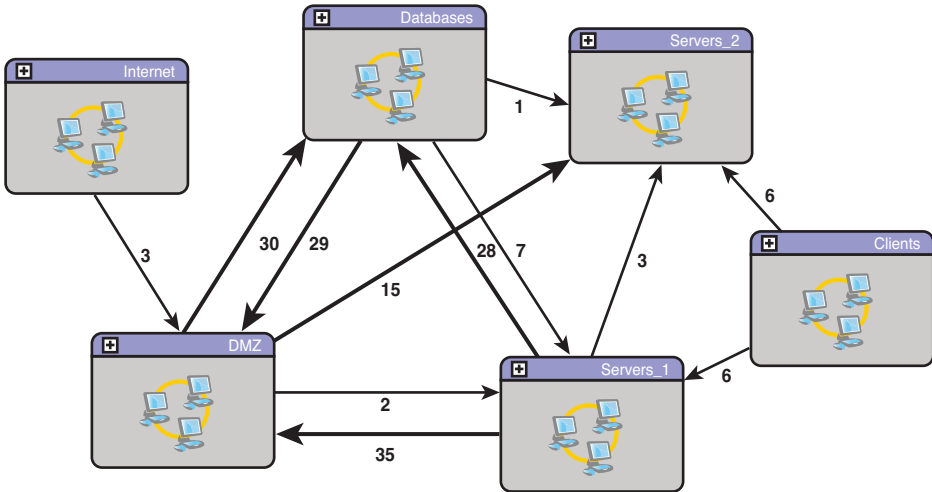 Databases
Servers_2
Internet
1
6
3
30
29
28
7
3
Clients
15
DMZ
Servers_1
6
2
35